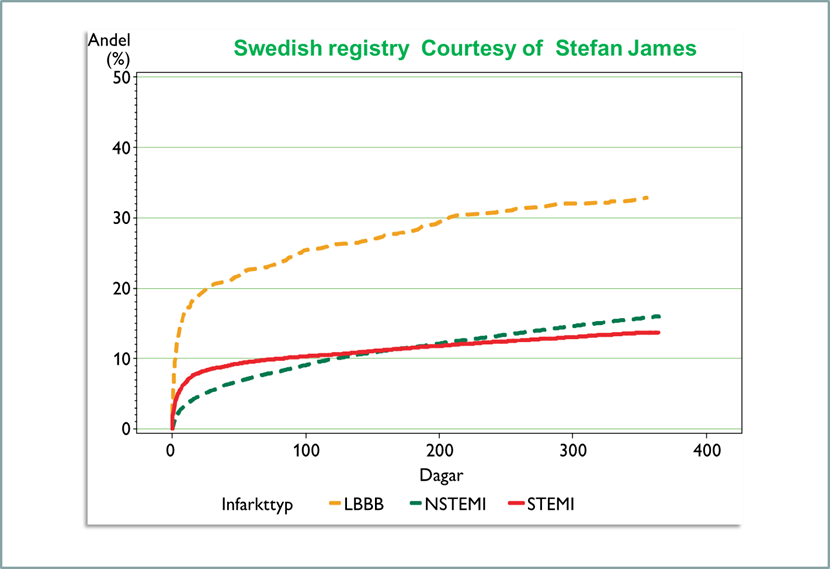 Andel
(%)
Swedish registry Courtesy of Stefan James
50
40
30
20
10
0
0 100 200 300 400
Dagar
Infarkttyp LBBB NSTEMI STEMI